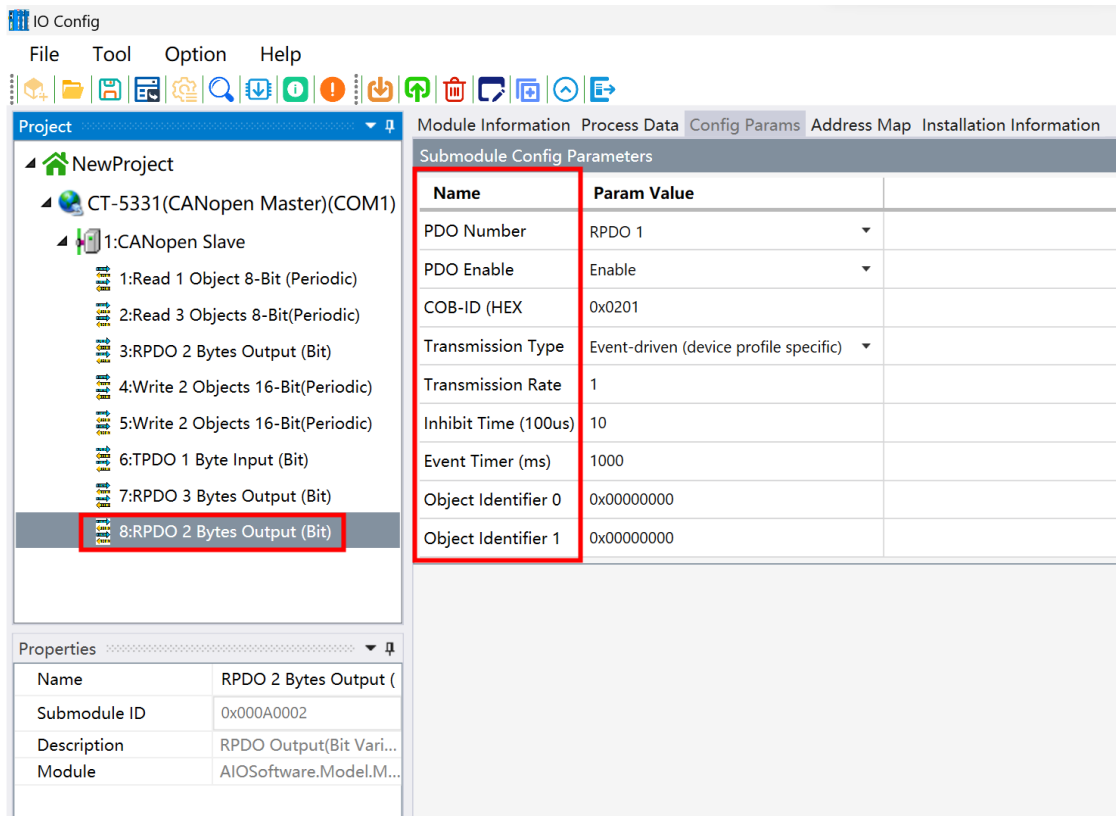 IO Config
File Tool Option Help
Project
NewProject
CT-5331(CANopen Master)(COM1)
1:CANopen Slave
1:Read 1 Object 8-Bit (Periodic)
2:Read 3 Objects 8-Bit(Periodic)
3:RPDO 2 Bytes Output (Bit)
4:Write 2 Objects 16-Bit(Periodic)
5:Write 2 Objects 16-Bit(Periodic)
6:TPDO 1 Byte Input (Bit)
7:RPDO 3 Bytes Output (Bit)
8:RPDO 2 Bytes Output (Bit)
Properties
Name RPDO 2 Bytes Output (
Submodule ID 0x000A0002
Description RPDO Output(Bit Vari...
Module AIOSoftware.Model.M...
Module Information Process Data Config Params Address Map Installation Information
Submodule Config Parameters
Name Param Value
PDO Number RPDO 1
PDO Enable Enable
COB-ID (HEX 0x0201
Transmission Type Event-driven (device profile specific)
Transmission Rate 1
Inhibit Time (100us) 10
Event Timer (ms) 1000
Object Identifier 0 0x00000000
Object Identifier 1 0x00000000